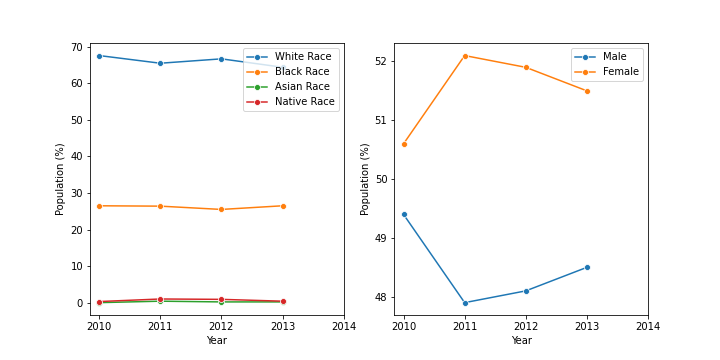 70
60
50
40
30
20
10
0
Population (%)
2010 2011 2012 2013 2014
Year
White Race
Black Race
Asian Race
Native Race
52
51
50
49
48
Population (%)
2010 2011 2012 2013 2014
Year
Male
Female